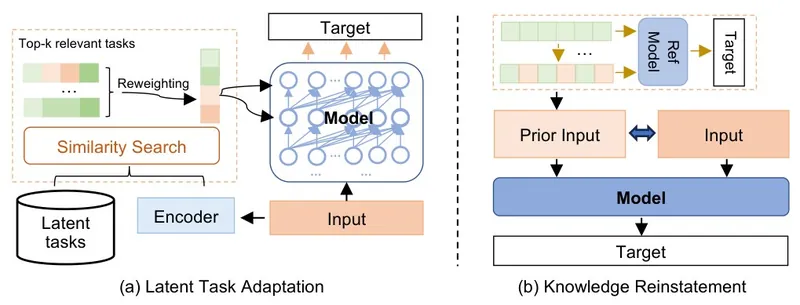 Target
Top-k relevant tasks
Reweighting
...
Model
...
...
...
Similarity Search
Latent
tasks
Encoder
Input
(a) Latent Task Adaptation
...
Ref
Model
Target
Prior Input
Input
Model
Target
(b) Knowledge Reinstatement